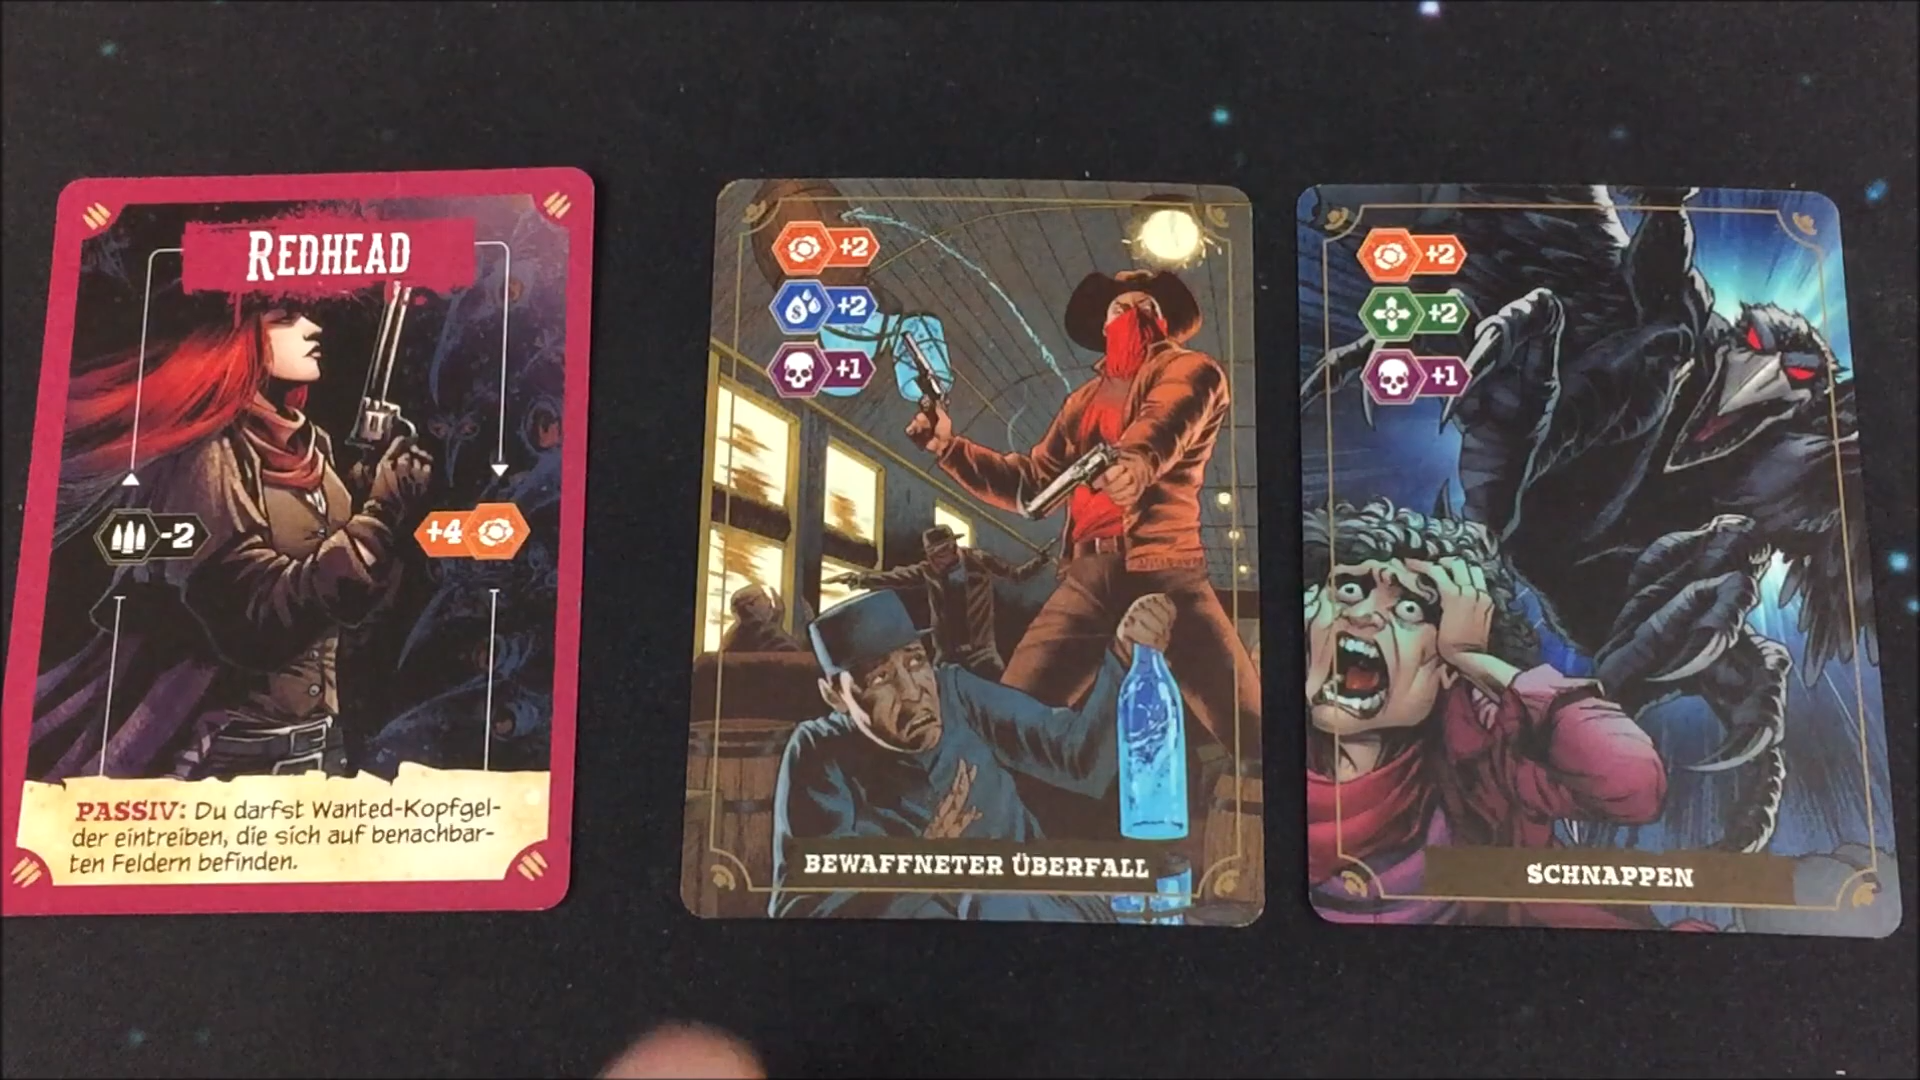 REDHEAD
-2
+4
PASSIV: Du darfst Wanted-Kopfgel-
der eintreiben, die sich auf benachbar-
ten Feldern befinden.
+2
$ +2
+1
BEWAFFNETER ÜBERFALL
+2
+2
+1
SCHNAPPEN